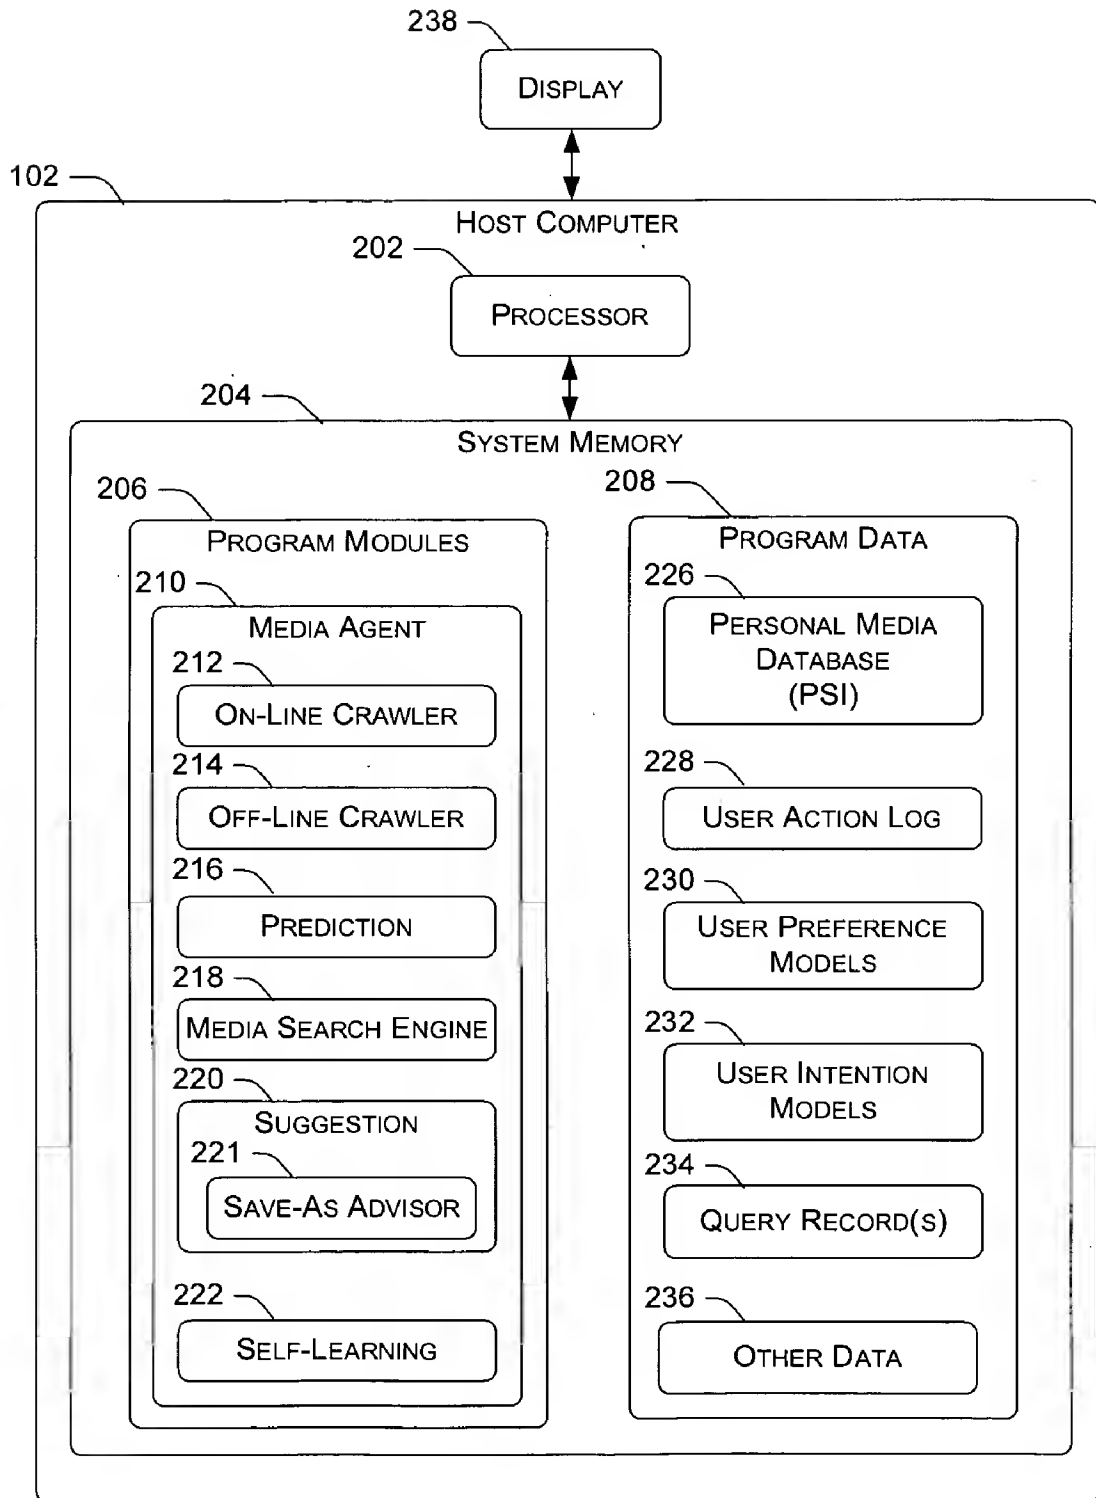 238
DISPLAY
102
HOST COMPUTER
202
PROCESSOR
204
SYSTEM MEMORY
206
PROGRAM MODULES
210
MEDIA AGENT
212
ON-LINE CRAWLER
214
OFF-LINE CRAWLER
216
PREDICTION
218
MEDIA SEARCH ENGINE
220
SUGGESTION
221
SAVE-AS ADVISOR
222
SELF-LEARNING
208
PROGRAM DATA
226
PERSONAL MEDIA
DATABASE
(PSI)
228
USER ACTION LOG
230
USER PREFERENCE
MODELS
232
USER INTENTION
MODELS
234
QUERY RECORD(S)
236
OTHER DATA